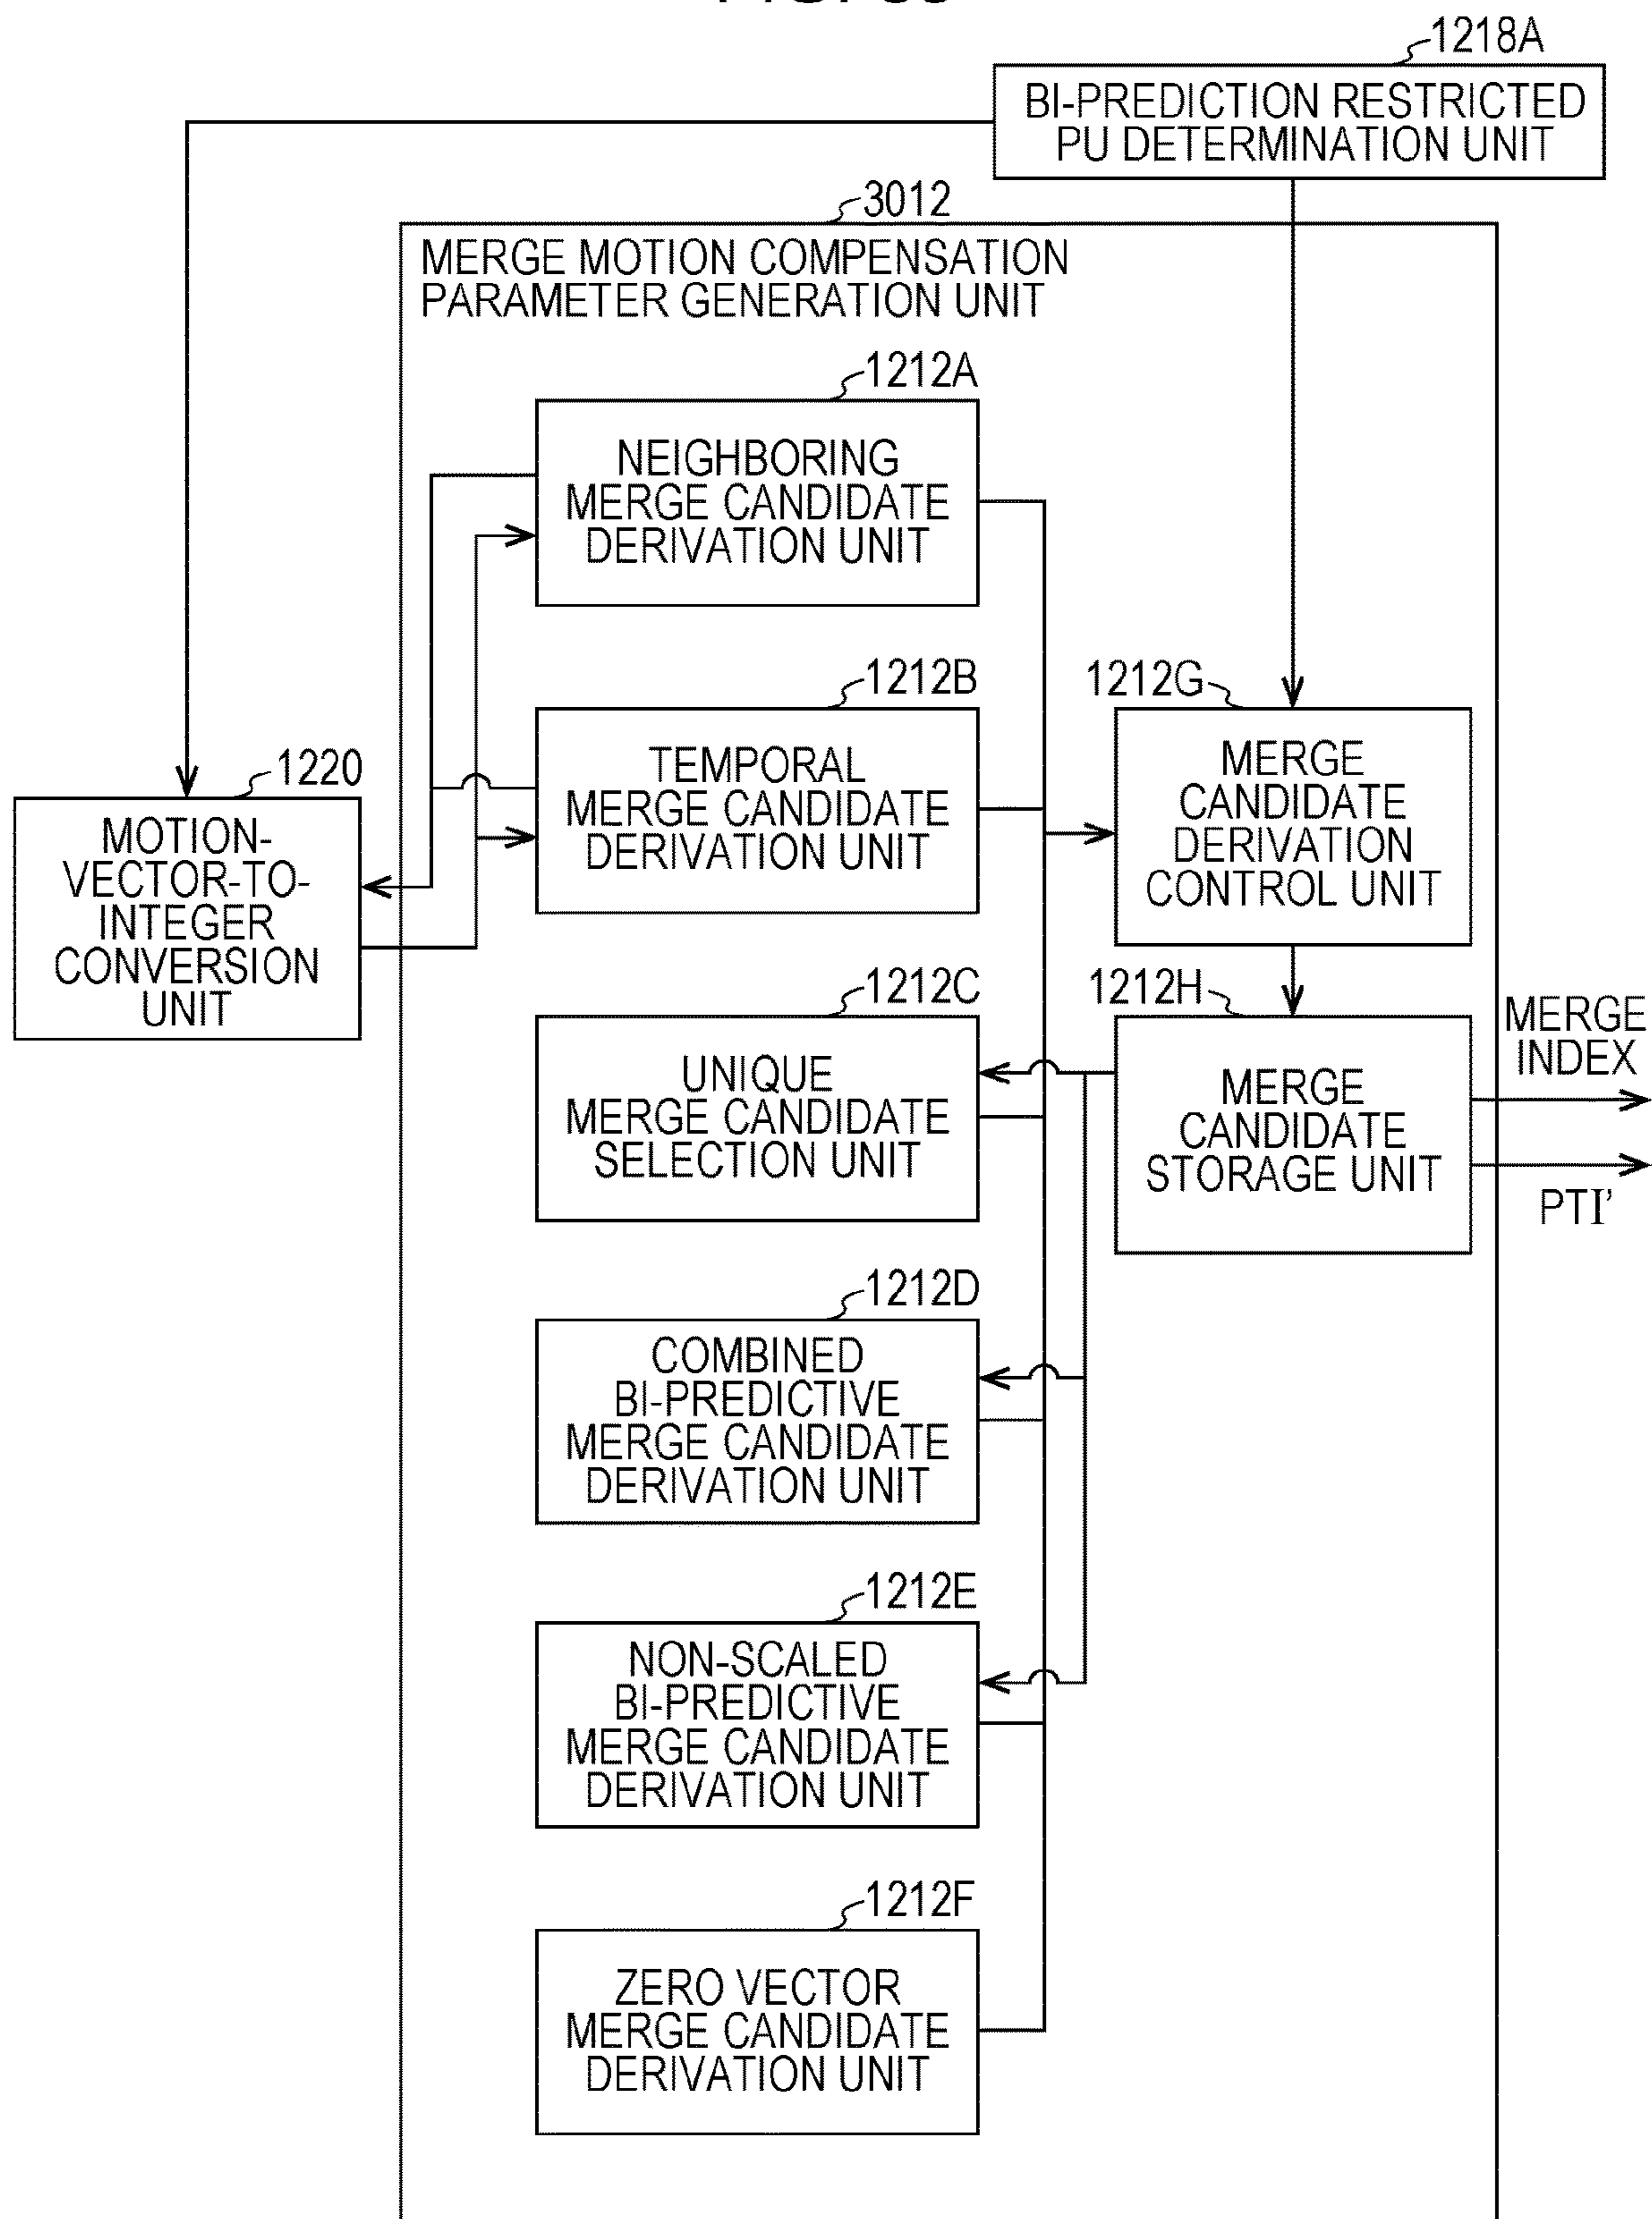 1218A
BI-PREDICTION RESTRICTED
PU DETERMINATION UNIT
3012
MERGE MOTION COMPENSATION
PARAMETER GENERATION UNIT
1212A
NEIGHBORING
MERGE CANDIDATE
DERIVATION UNIT
1212B
TEMPORAL
MERGE CANDIDATE
DERIVATION UNIT
1212G
MERGE
CANDIDATE
DERIVATION
CONTROL UNIT
1220
MOTION-
VECTOR-TO-
INTEGER
CONVERSION
UNIT
1212C
UNIQUE
MERGE CANDIDATE
SELECTION UNIT
1212H
MERGE
CANDIDATE
STORAGE UNIT
MERGE
INDEX
PTI'
1212D
COMBINED
BI-PREDICTIVE
MERGE CANDIDATE
DERIVATION UNIT
1212E
NON-SCALED
BI-PREDICTIVE
MERGE CANDIDATE
DERIVATION UNIT
1212F
ZERO VECTOR
MERGE CANDIDATE
DERIVATION UNIT